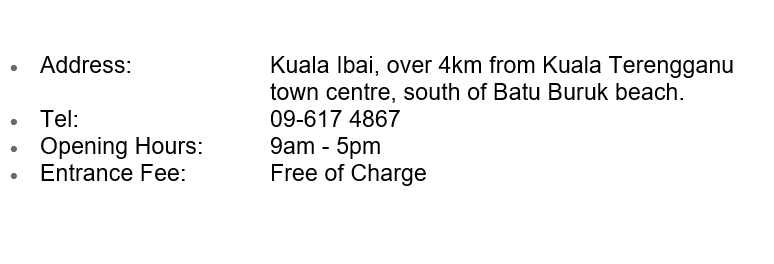 Address: Kuala Ibai, over 4km from Kuala Terengganu
town centre, south of Batu Buruk beach.
Tel: 09-617 4867
Opening Hours: 9am - 5pm
Entrance Fee: Free of Charge